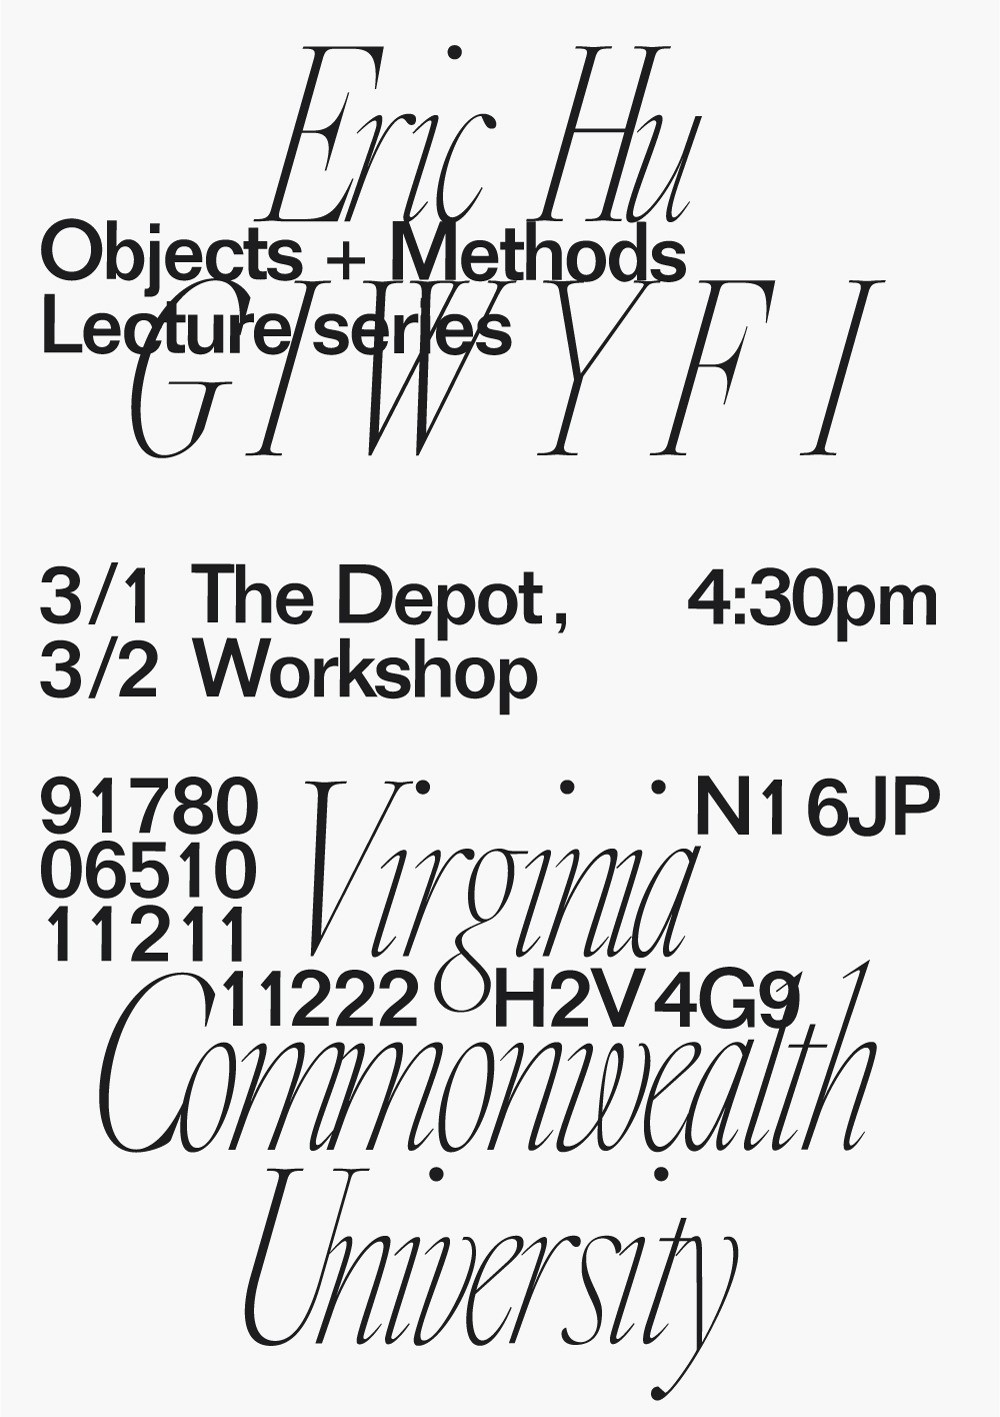 Eric Hu
Objects + Methods
Lecture series
GIWYFI
3/1 The Depot, 4:30pm
3/2 Workshop
91780
N1 6JP
06510
11211
Virginia
11222 H2V 4G9
Commonwealth
University